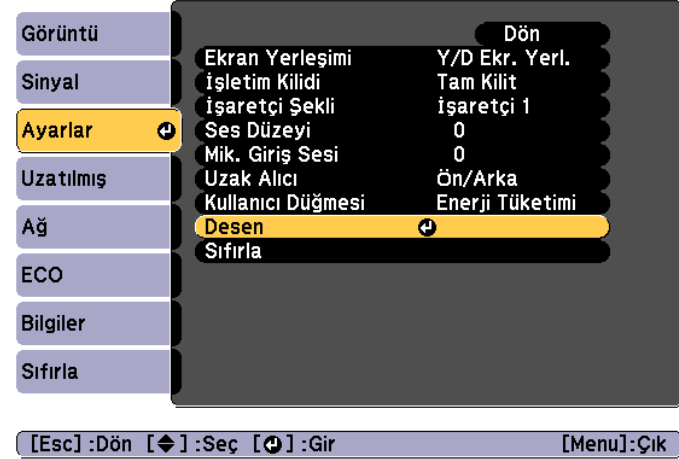 Görüntü
Sinyal
Ayarlar
Uzatılmış
Ağ
ECO
Bilgiler
Sıfırla
Dön
Ekran Yerleşimi Y/D Ekr. Yerl.
İşletim Kilidi Tam Kilit
İşaretçi Şekli İşaretçi 1
Ses Düzeyi 0
Mik. Giriş Sesi 0
Uzak Alıcı Ön/Arka
Kullanıcı Düğmesi Enerji Tüketimi
Desen
Sıfırla
[Esc] :Dön [◆] :Seç [↵] :Gir [Menu]:Çık